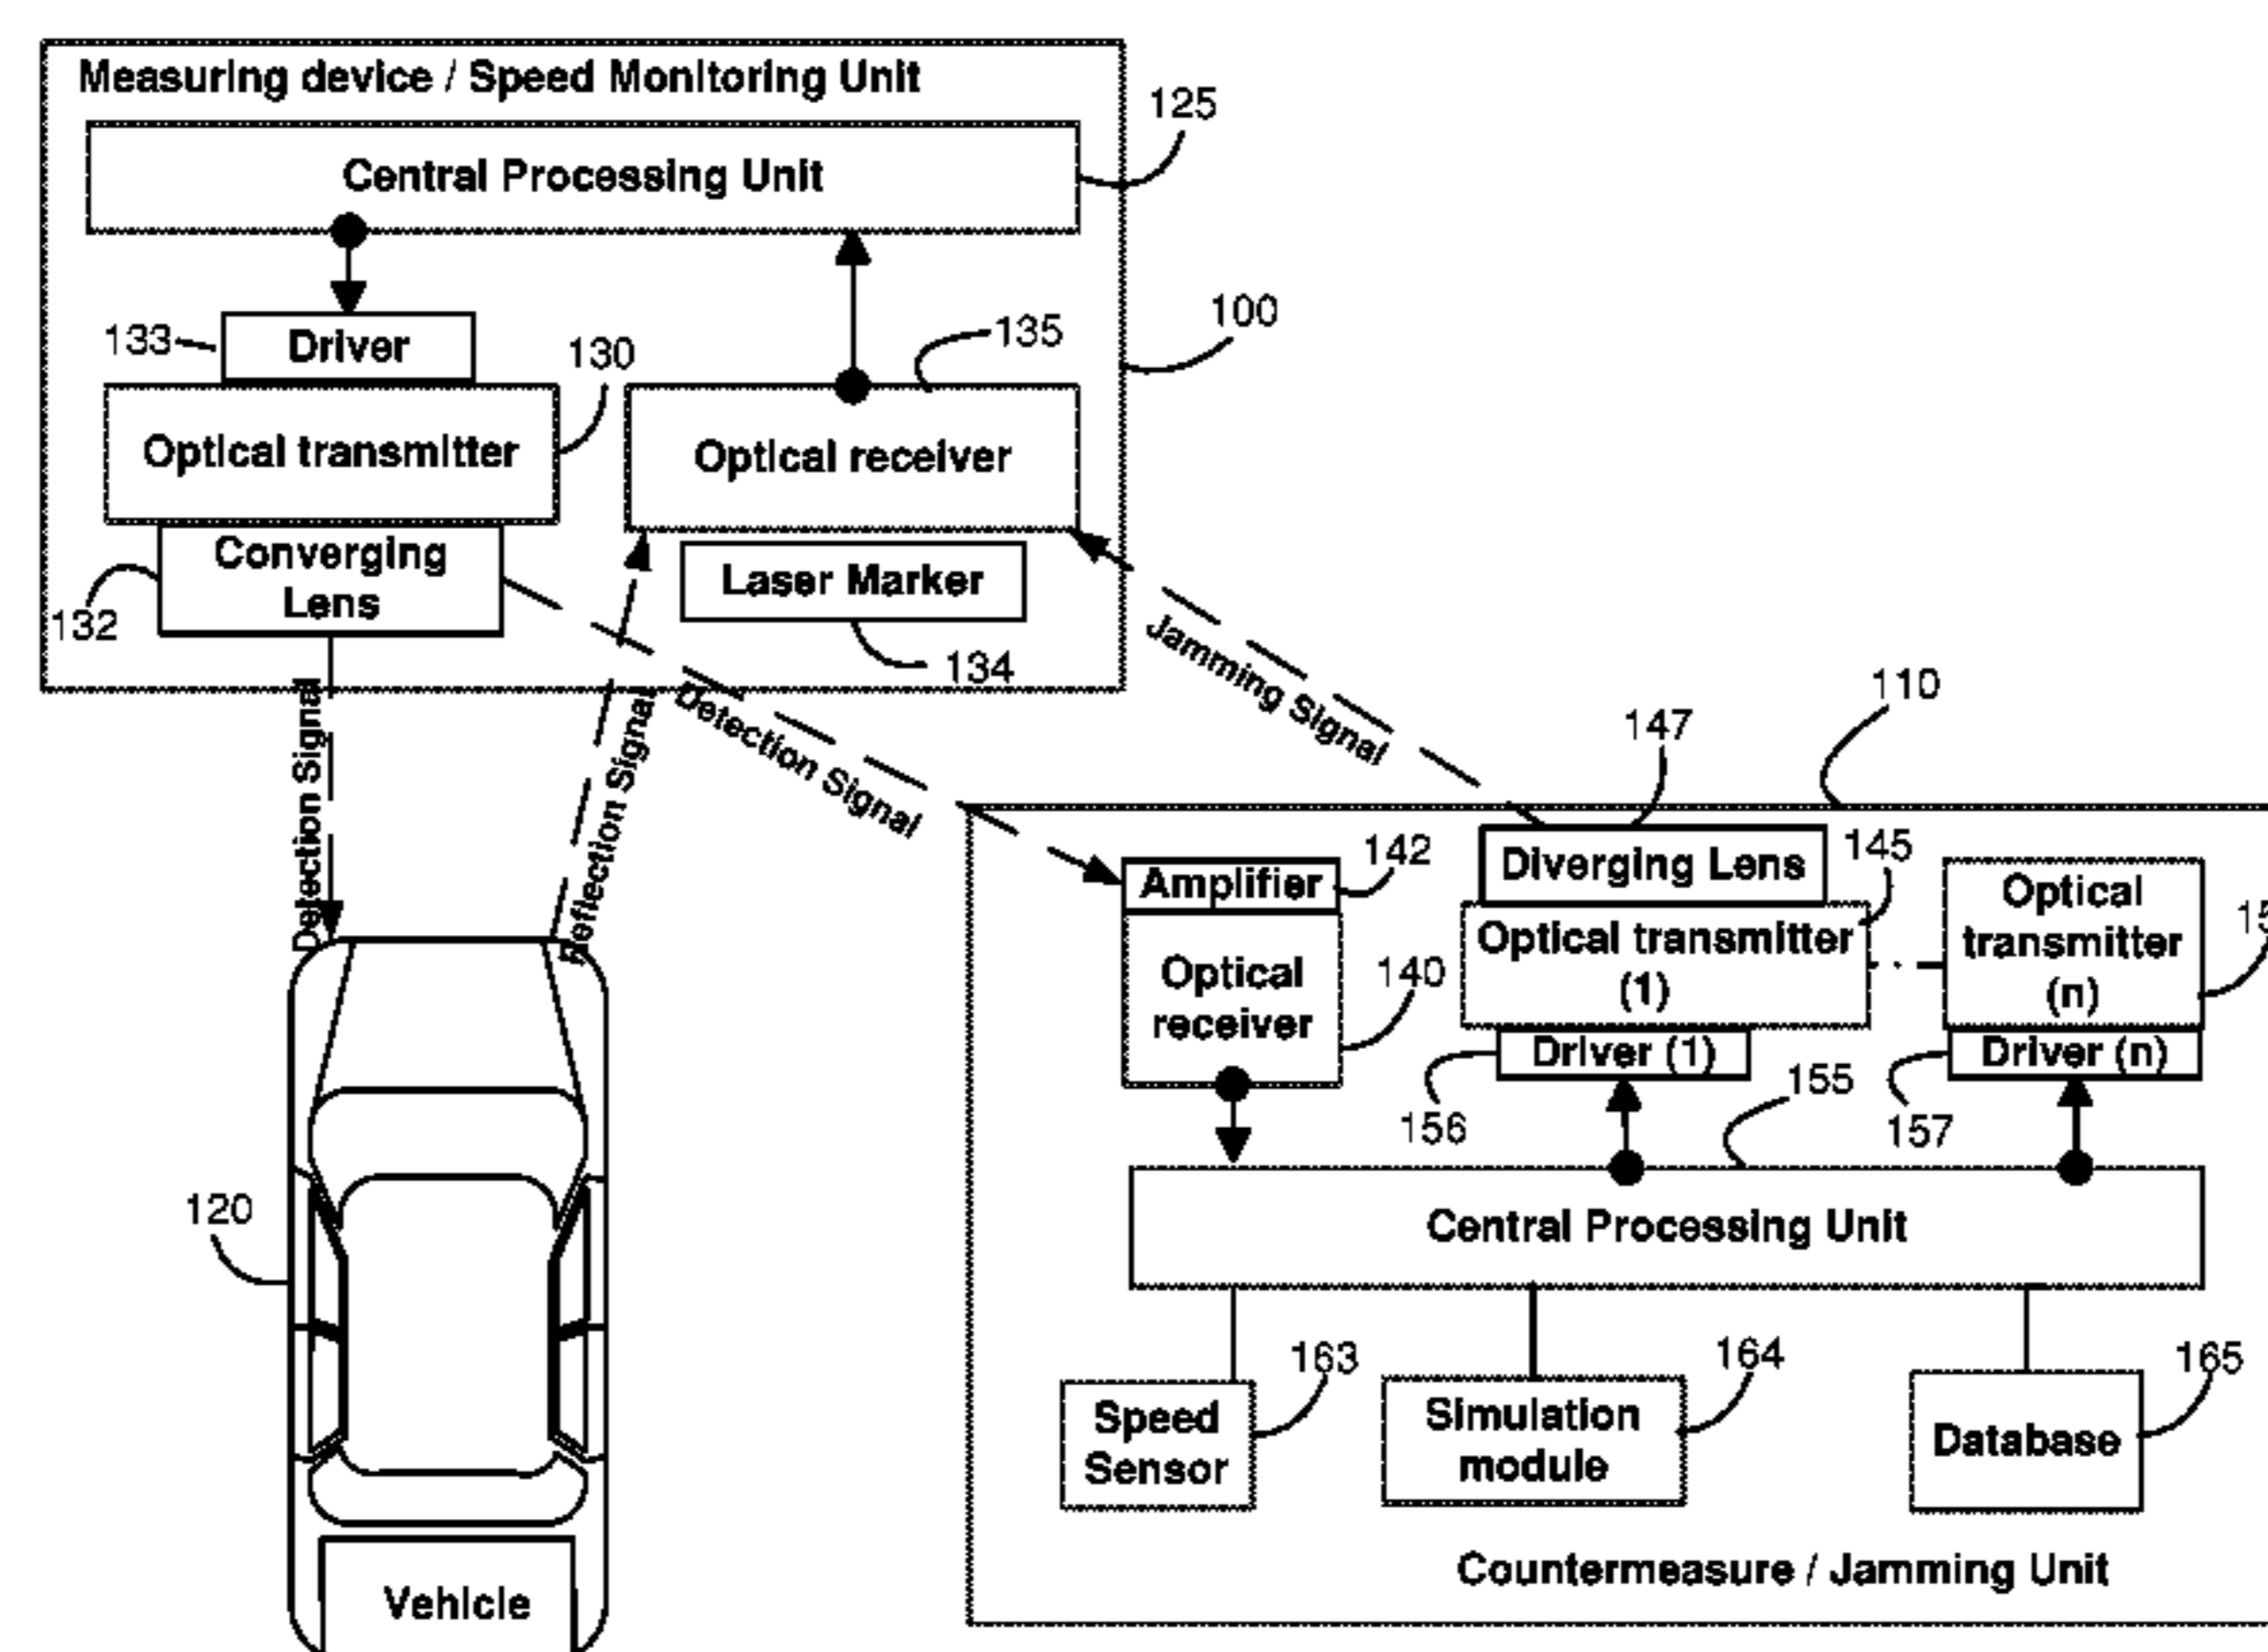 Measuring device / Speed Monitoring Unit
125
Central Processing Unit
100
133
Driver
130
135
Optical transmitter
Optical receiver
Converging
Lens
132
Laser Marker
134
Detection Signal
Reflection Signal
Detection Signal
Jamming Signal
110
147
142
Amplifier
Diverging Lens
145
Optical
transmitter
(n)
Optical transmitter
(1)
Optical
receiver
140
Driver (1)
Driver (n)
156
155
157
120
Central Processing Unit
163
164
165
Speed
Sensor
Simulation
module
Database
Countermeasure / Jamming Unit
Vehicle